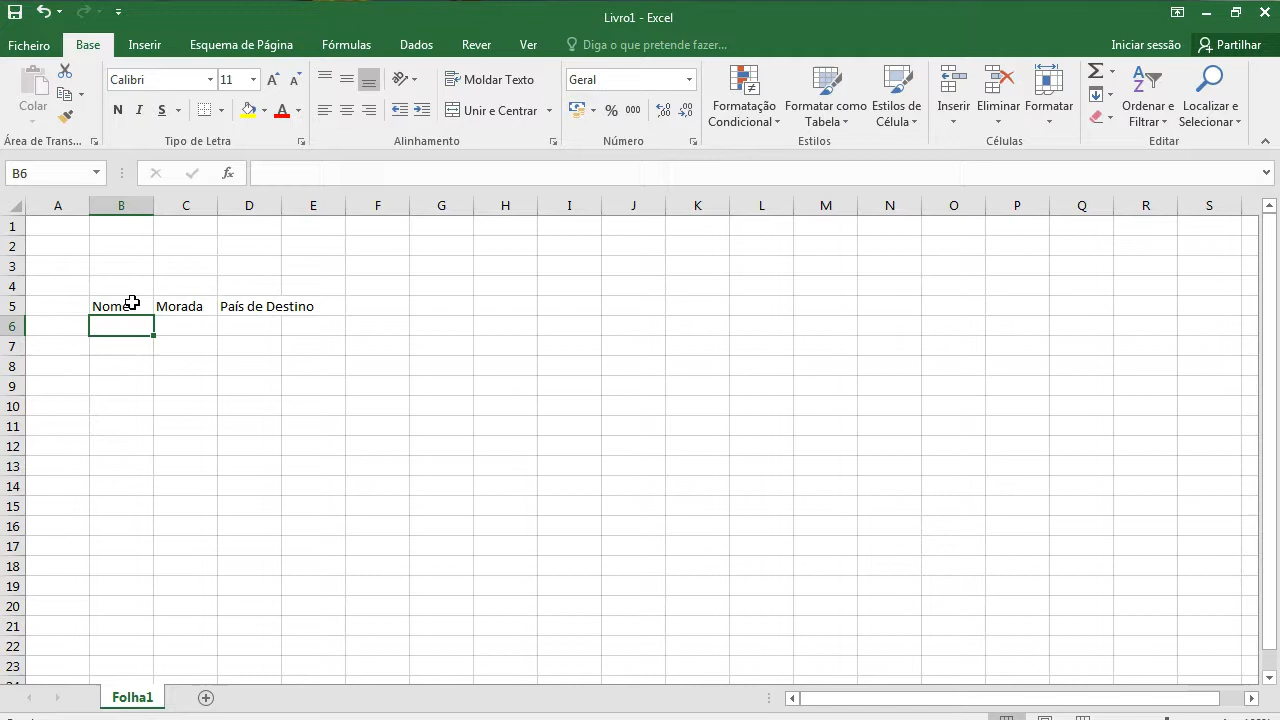 Livro1 - Excel
Ficheiro Base Inserir Esquema de Página Fórmulas Dados Rever Ver Diga o que pretende fazer... Iniciar sessão Partilhar
Colar
Calibri 11
N I S A
Moldar Texto
Unir e Centrar
Geral
% 000
Formatação Condicional
Formatar como Tabela
Estilos de Célula
Inserir Eliminar Formatar
Ordenar e Filtrar
Localizar e Selecionar
Área de Trans... Tipo de Letra Alinhamento Número Estilos Células Editar
B6 fx
A B C D E F G H I J K L M N O P Q R S
1
2
3
4
5 Nome Morada País de Destino
6
7
8
9
10
11
12
13
14
15
16
17
18
19
20
21
22
23
Folha1